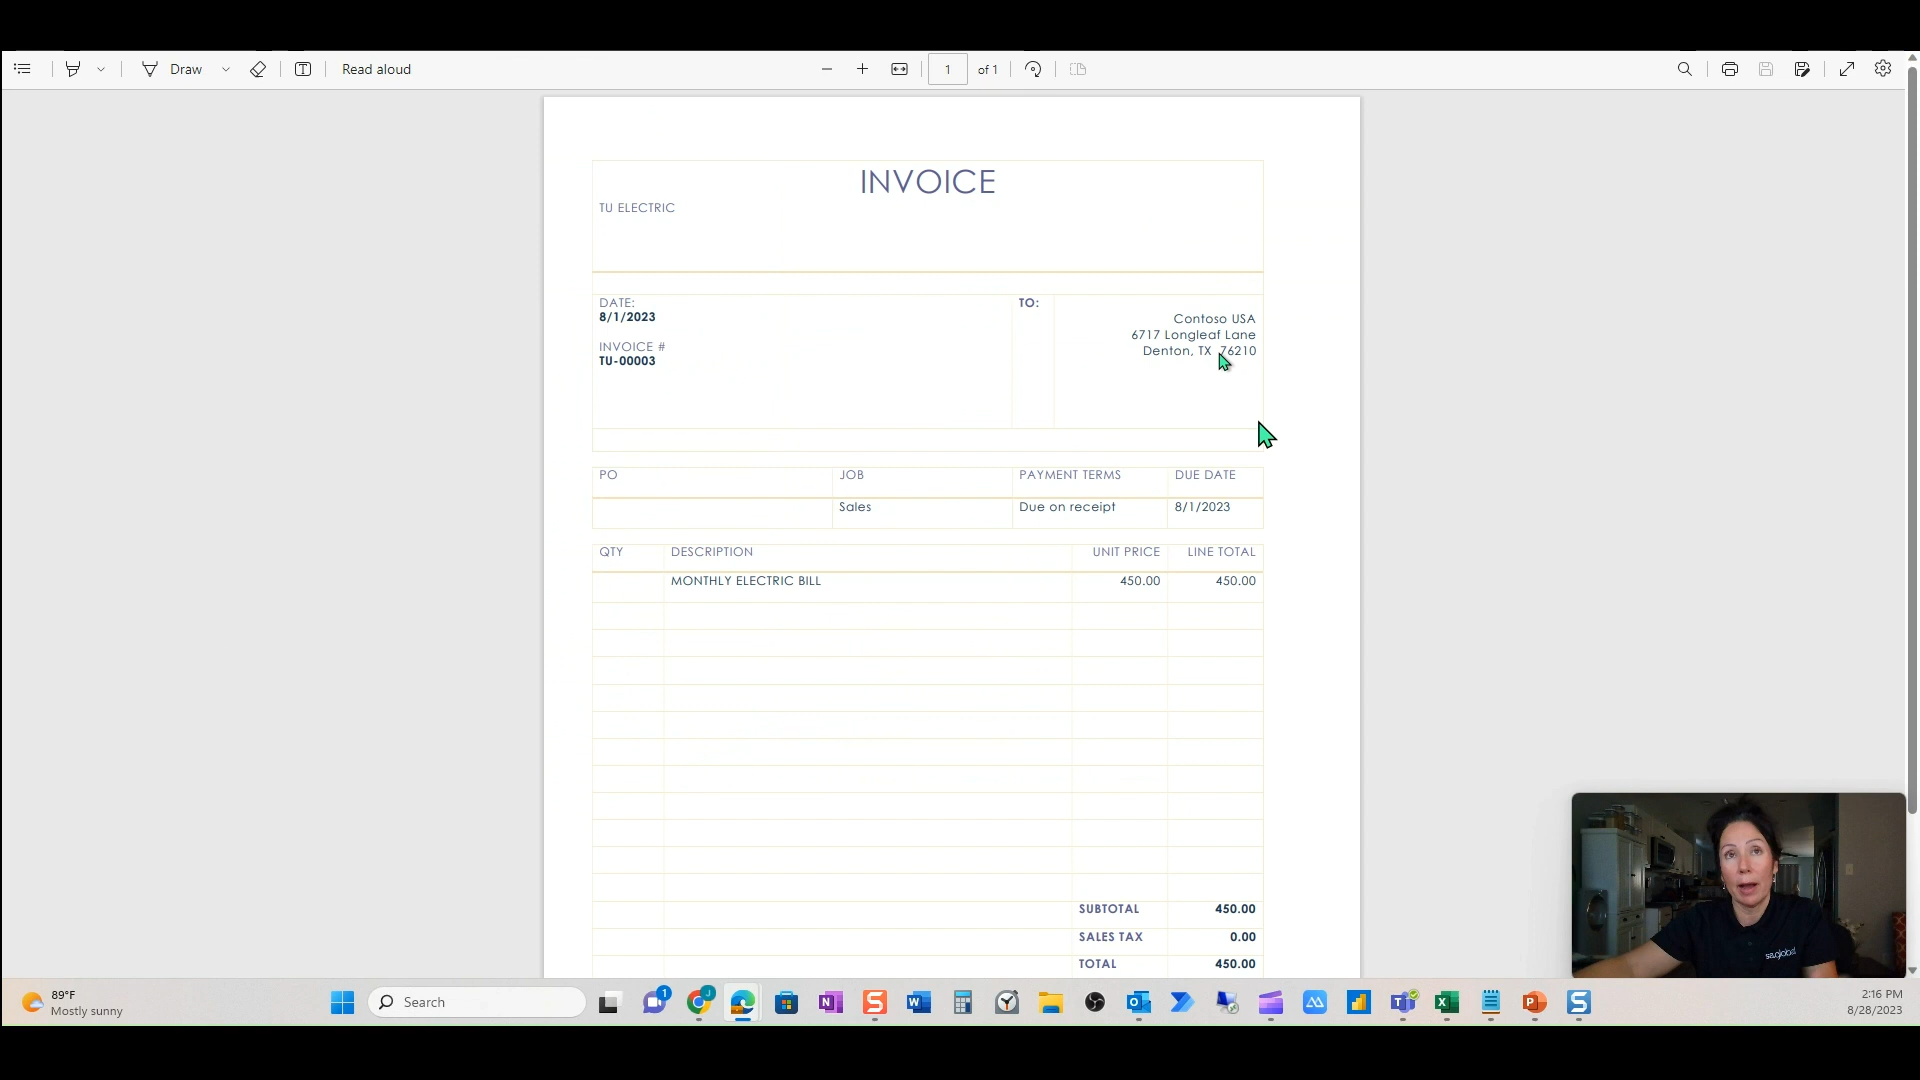 Draw
Read aloud
1 of 1
INVOICE
TU ELECTRIC
DATE:
8/1/2023
INVOICE #
TU-00003
TO:
Contoso USA
6717 Longleaf Lane
Denton, TX 76210
PO JOB PAYMENT TERMS DUE DATE
Sales Due on receipt 8/1/2023
QTY DESCRIPTION UNIT PRICE LINE TOTAL
MONTHLY ELECTRIC BILL 450.00 450.00
SUBTOTAL 450.00
SALES TAX 0.00
TOTAL 450.00
sa.global
89°F
Mostly sunny
Search
1
J
2:16 PM
8/28/2023